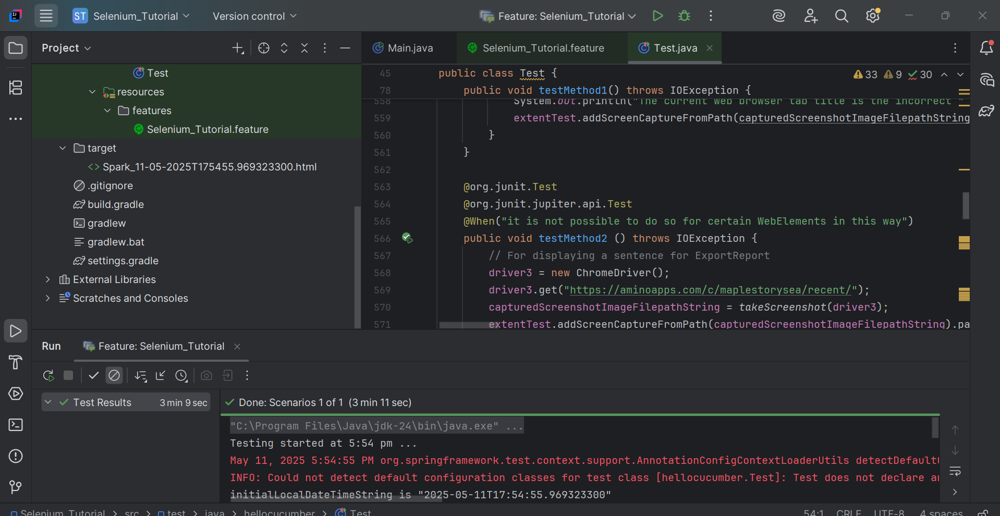 ST Selenium_Tutorial Version control Feature: Selenium_Tutorial
Project
Main.java Selenium_Tutorial.feature Test.java
Test
resources
features
Selenium_Tutorial.feature
target
Spark_11-05-2025T175455.969323300.html
.gitignore
build.gradle
gradlew
gradlew.bat
settings.gradle
External Libraries
Scratches and Consoles
45 public class Test {
33 9 30
78 public void testMethod1() throws IOException {
558 System.out.println("The current web browser tab title is the incorrect "
559 extentTest.addScreenCaptureFromPath(capturedScreenshotImageFilepathString
560 }
561 }
562
563 @org.junit.Test
564 @org.junit.jupiter.api.Test
565 @When("it is not possible to do so for certain WebElements in this way")
566 public void testMethod2 () throws IOException {
567 // For displaying a sentence for ExportReport
568 driver3 = new ChromeDriver();
569 driver3.get("https://aminoapps.com/c/maplestorysea/recent/");
570 capturedScreenshotImageFilepathString = takeScreenshot(driver3);
571 extentTest.addScreenCaptureFromPath(capturedScreenshotImageFilepathString).pa
Run Feature: Selenium_Tutorial
Test Results 3 min 9 sec
Done: Scenarios 1 of 1 (3 min 11 sec)
"C:\Program Files\Java\jdk-24\bin\java.exe" ...
Testing started at 5:54 pm ...
May 11, 2025 5:54:55 PM org.springframework.test.context.support.AnnotationConfigContextLoaderUtils detectDefault
INFO: Could not detect default configuration classes for test class [hellocucumber.Test]: Test does not declare a
initialLocalDateTimeString is "2025-05-11T17:54:55.969323300"
Selenium_Tutorial > src > test > java > hellocucumber > Test
54:1 CRLF UTF-8 4 spaces